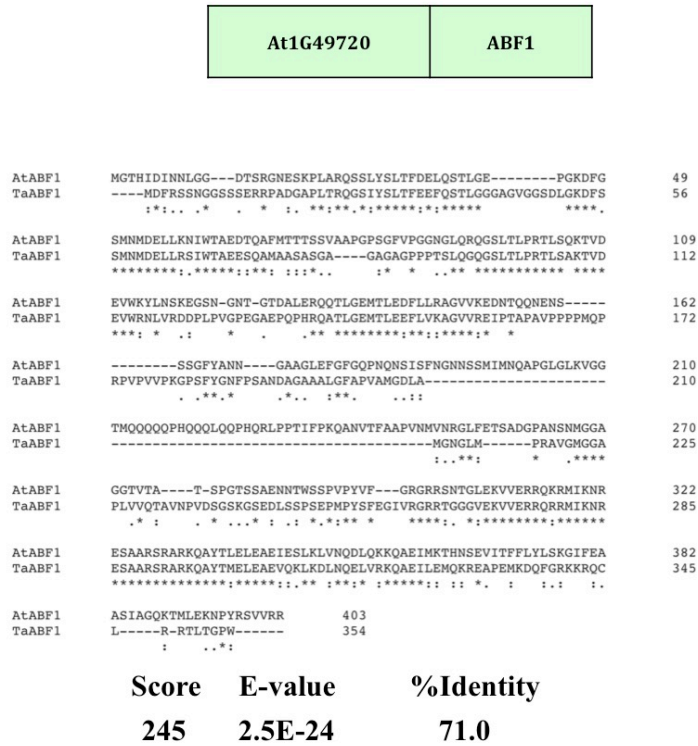 At1G49720 ABF1
AtABF1 MGTHIDINNLGG---DTSRGNESKPLARQSSLYSLTFDELQSTLGE--------PGKDFG 49
TaABF1 ----MDFRSSNGGSSSERRPADGAPLTRQGSIYSLTFEEFQSTLGGGAGVGGSDLGKDFS 56
:*:.. .* . * :. **:**.*:*****:*:***** ****.
AtABF1 SMNMDELLKNIWTAEDTQAFMTTTSSVAAPGPSGFVPGGNGLQRQGSLTLPRTLSQKTVD 109
TaABF1 SMNMDELLRSIWTAEESQAMAASASGA----GAGAGPPPTSLQGQGSLTLPRTLSAKTVD 112
********:.*****::**: :::*.. .* * ..** *********** ****
AtABF1 EVWKYLNSKEGSN-GNT-GTDALERQQTLGEMTLEDFLLRAGVVKEDNTQQNENS----- 162
TaABF1 EVWRNLVRDDPLPVGPEGAEPQPHRQATLGEMTLEEFLVKAGVVREIPTAPAVPPPPMQP 172
***: * .: * . .** ********:**::****:* *
AtABF1 --------SSGFYANN----GAAGLEFGFGQPNQNSISFNGNNSSMIMNQAPGLGLKVGG 210
TaABF1 RPVPVVPKGPSFYGNFPSANDAGAAALGFAPVAMGDLA---------------------- 210
. .**.* .*.. :**. ..::
AtABF1 TMQQQQQPHQQQLQQPHQRLPPTIFPKQANVTFAAPVNMVNRGLFETSADGPANSNMGGA 270
TaABF1 ---------------------------------------MGNGLM------PRAVGMGGA 225
:..**: * .****
AtABF1 GGTVTA----T-SPGTSSAENNTWSSPVPYVF---GRGRRSNTGLEKVVERRQKRMIKNR 322
TaABF1 PLVVQTAVNPVDSGSKGSEDLSSPSEPMPYSFEGIVRGRRTGGGVEKVVERRQRRMIKNR 285
.* : . * ...* : .: *.*:** * ****:. *:********:******
AtABF1 ESAARSRARKQAYTLELEAEIESLKLVNQDLQKKQAEIMKTHNSEVITFFLYLSKGIFEA 382
TaABF1 ESAARSRARKQAYTMELEAEVQKLKDLNQELVRKQAEILEMQKREAPEMKDQFGRKKRQC 345
**************:*****::.** :**:* :*****:: :: *. : :.: :.
AtABF1 ASIAGQKTMLEKNPYRSVVRR 403
TaABF1 L-----R-RTLTGPW------ 354
: ..*:
Score E-value %Identity
245 2.5E-24 71.0